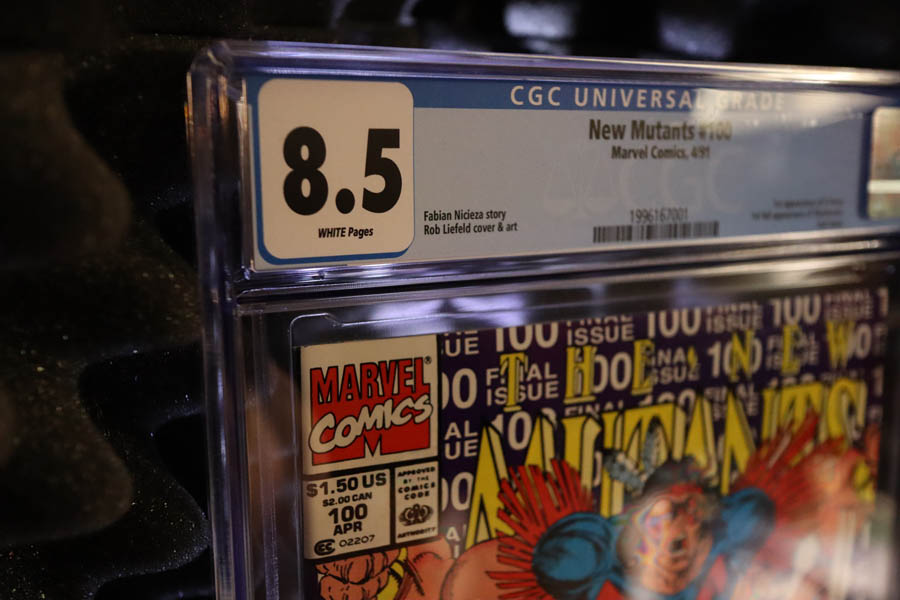 CGC UNIVERSAL GRADE
8.5
WHITE Pages
New Mutants #100
Marvel Comics, 4/91
Fabian Nicieza story
Rob Liefeld cover & art
1996167001
CGC
MARVEL
COMICS
$1.50 US
$2.00 CAN
100
APR
CC 02207
APPROVED
BY THE
COMICS
CODE
AUTHORITY
100 FINAL ISSUE
THE NEW
MUTANTS